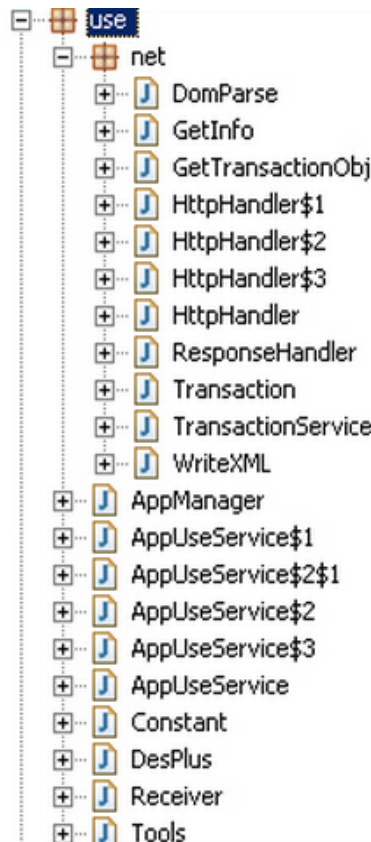 use
net
DomParse
GetInfo
GetTransactionObj
HttpHandler$1
HttpHandler$2
HttpHandler$3
HttpHandler
ResponseHandler
Transaction
TransactionService
WriteXML
AppManager
AppUseService$1
AppUseService$2$1
AppUseService$2
AppUseService$3
AppUseService
Constant
DesPlus
Receiver
Tools